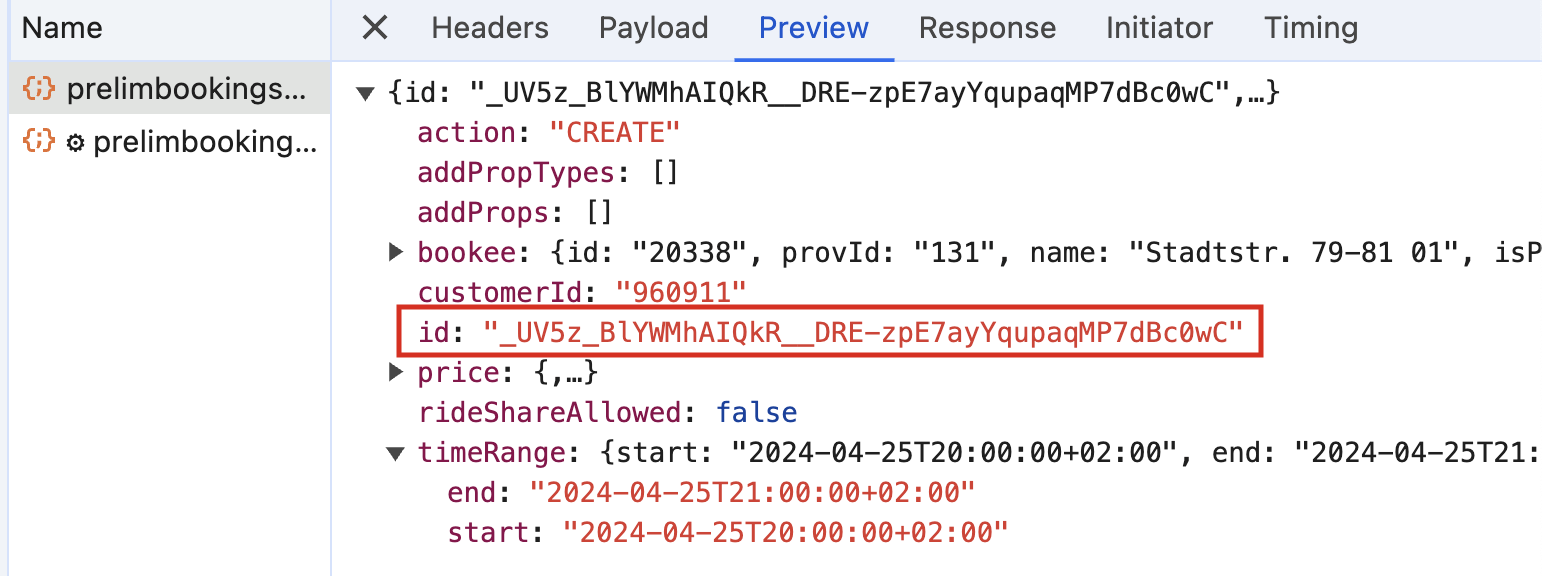 Name
prelimbookings...
prelimbooking...
Headers Payload Preview Response Initiator Timing
{id: "_UV5z_BlYWMhAIQkR__DRE-zpE7ayYqupaqMP7dBc0wC",…}
action: "CREATE"
addPropTypes: []
addProps: []
bookee: {id: "20338", provId: "131", name: "Stadtstr. 79-81 01", isP
customerId: "960911"
id: "_UV5z_BlYWMhAIQkR__DRE-zpE7ayYqupaqMP7dBc0wC"
price: {,…}
rideShareAllowed: false
timeRange: {start: "2024-04-25T20:00:00+02:00", end: "2024-04-25T21:
end: "2024-04-25T21:00:00+02:00"
start: "2024-04-25T20:00:00+02:00"